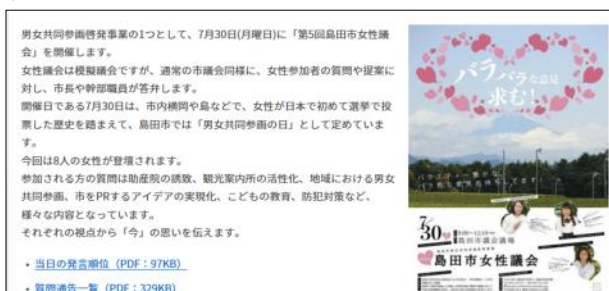 男女共同参画啓発事業の1つとして、7月30日(月曜日)に「第5回島田市女性議
会」を開催します。
女性議会は模擬議会ですが、通常の市議会同様に、女性参加者の質問や提案に
対し、市長や幹部職員が答弁します。
開催日である7月30日は、市内横岡や島などで、女性が日本で初めて選挙で投
票した歴史を踏まえて、島田市では「男女共同参画の日」として定めていま
す。
今回は8人の女性が登壇されます。
参加される方の質問は助産院の誘致、観光案内所の活性化、地域における男女
共同参画、市をPRするアイデアの実現化、こどもの教育、防犯対策など、
様々な内容となっています。
それぞれの視点から「今」の思いを伝えます。
・当日の発言順位（PDF：97KB）
・質問通告一覧（PDF：329KB）
バラバラな意見
求む！
7/30
9:00～12:10
島田市議会議場
島田市女性議会